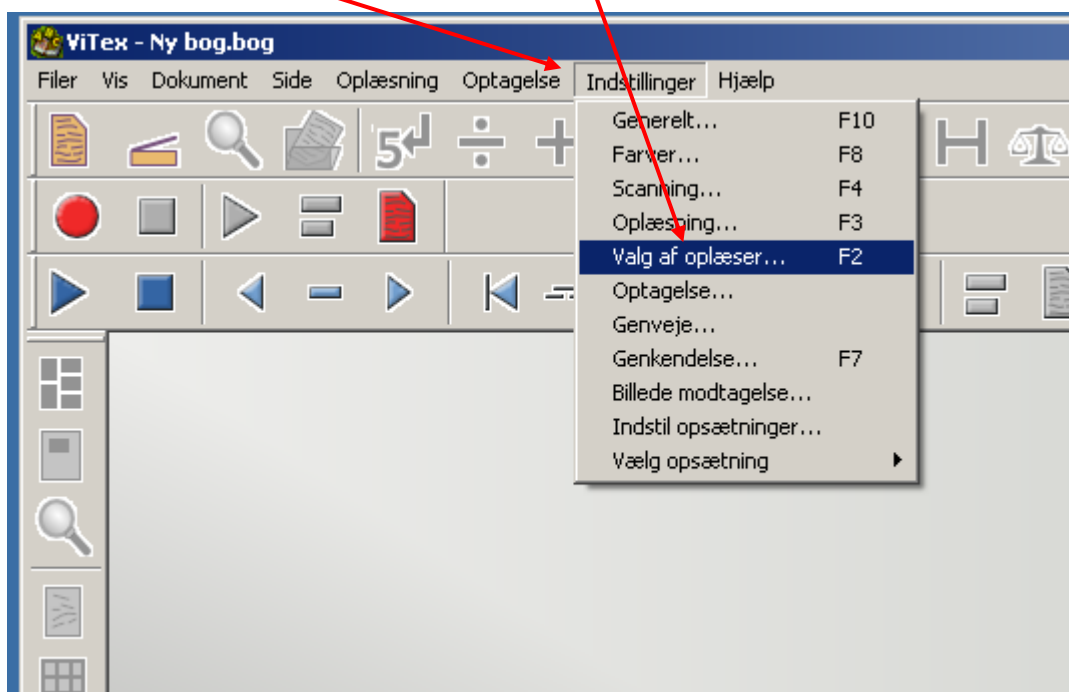 ViTex - Ny bog.bog
Filer Vis Dokument Side Oplæsning Optagelse Indstillinger Hjælp
5
Generelt... F10
Farver... F8
Scanning... F4
Oplæsning... F3
Valg af oplæser... F2
Optagelse...
Genveje...
Genkendelse... F7
Billede modtagelse...
Indstil opsætninger...
Vælg opsætning